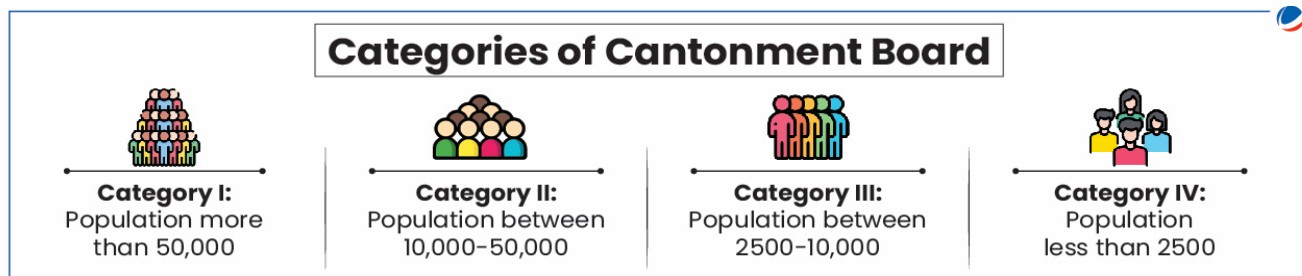 Categories of Cantonment Board
Category I:
Population more
than 50,000
Category II:
Population between
10,000-50,000
Category III:
Population between
2500-10,000
Category IV:
Population
less than 2500